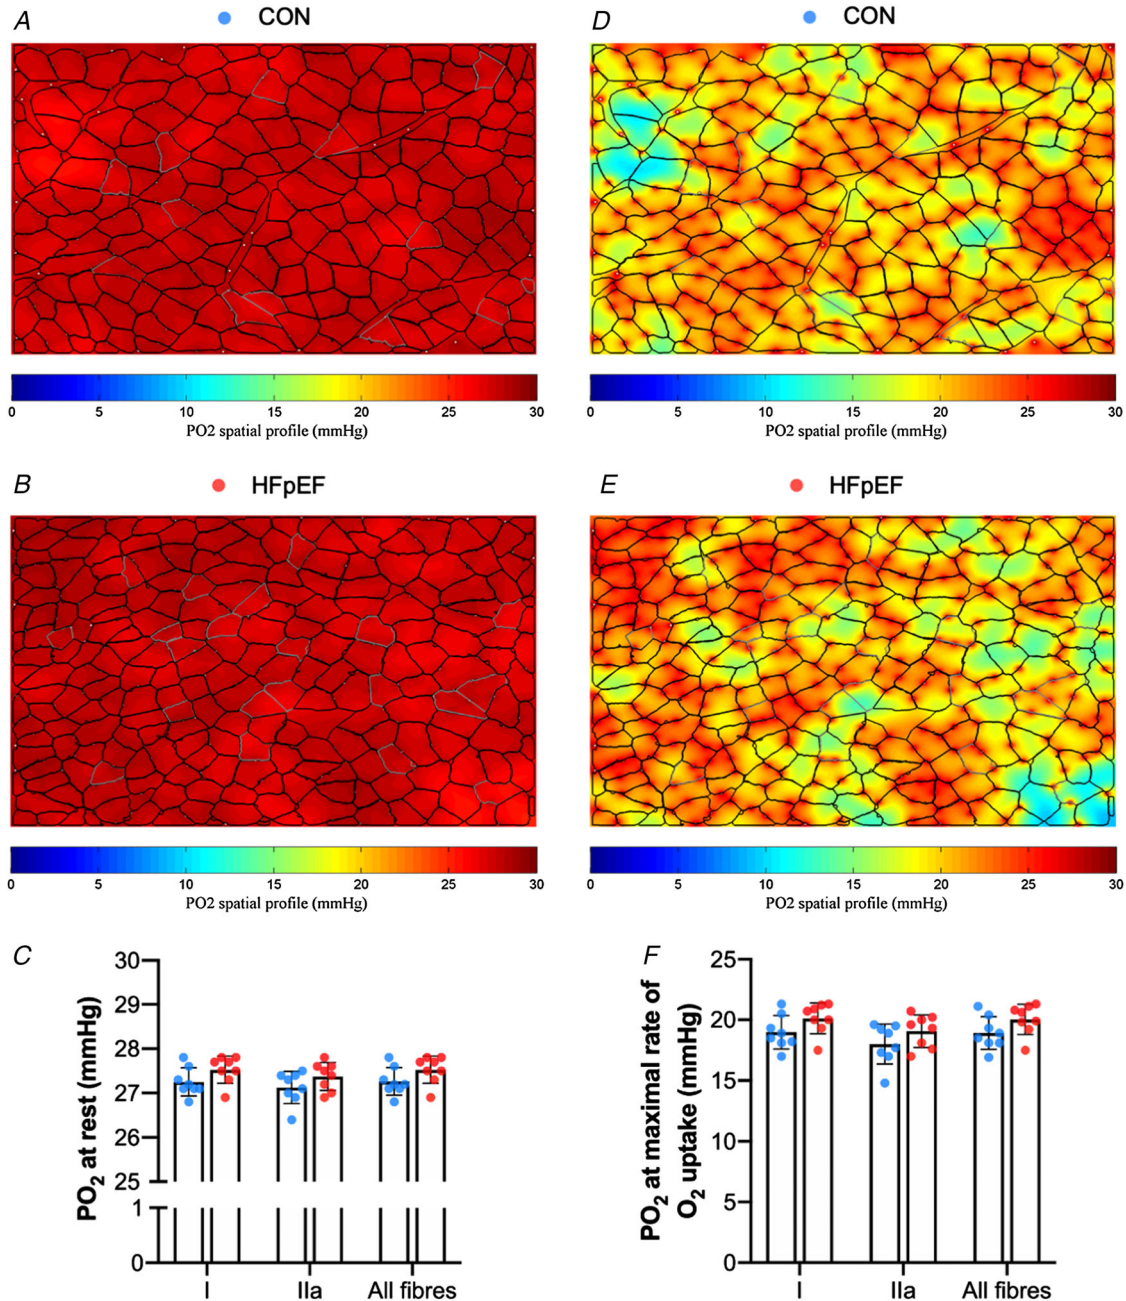 A
CON
0 5 10 15 20 25 30
PO2 spatial profile (mmHg)
B
HFpEF
0 5 10 15 20 25 30
PO2 spatial profile (mmHg)
C
PO2 at rest (mmHg)
30
29
28
27
26
25
1
0
I IIa All fibres
D
CON
0 5 10 15 20 25 30
PO2 spatial profile (mmHg)
E
HFpEF
0 5 10 15 20 25 30
PO2 spatial profile (mmHg)
F
PO2 at maximal rate of
O2 uptake (mmHg)
25
20
15
10
5
0
I IIa All fibres